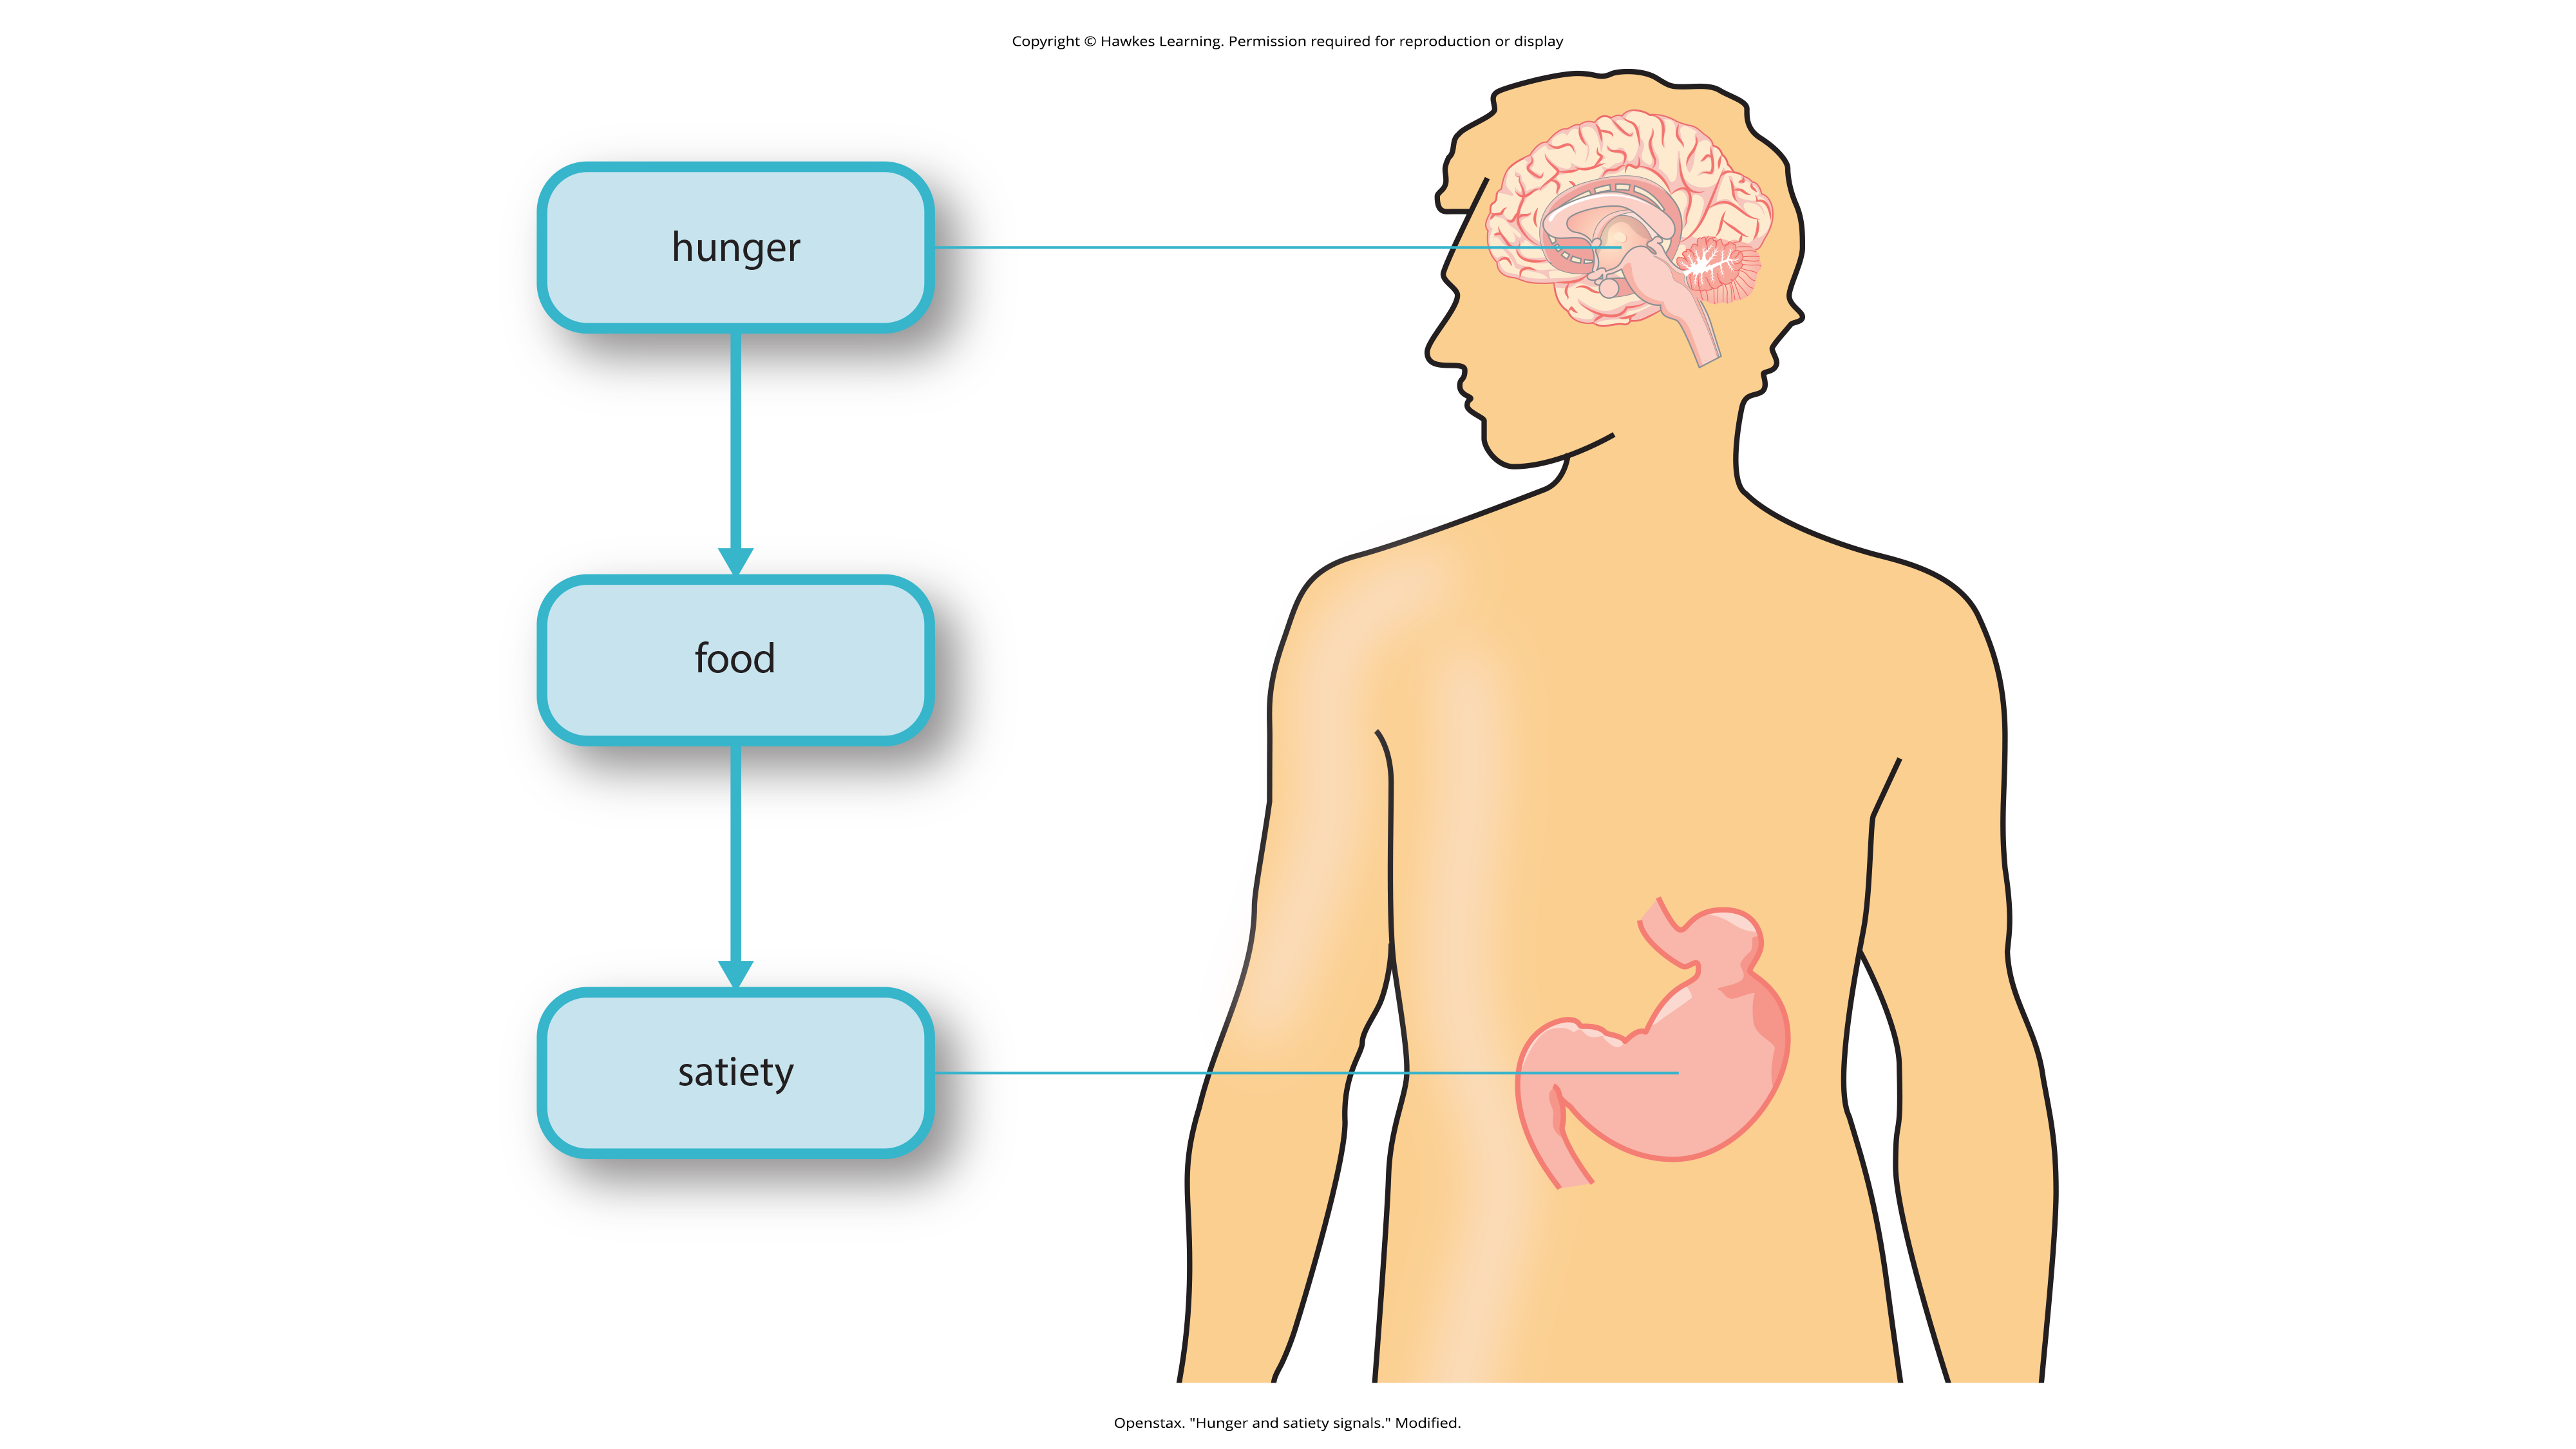 Copyright © Hawkes Learning. Permission required for reproduction or display
hunger
food
satiety
Openstax. "Hunger and satiety signals." Modified.